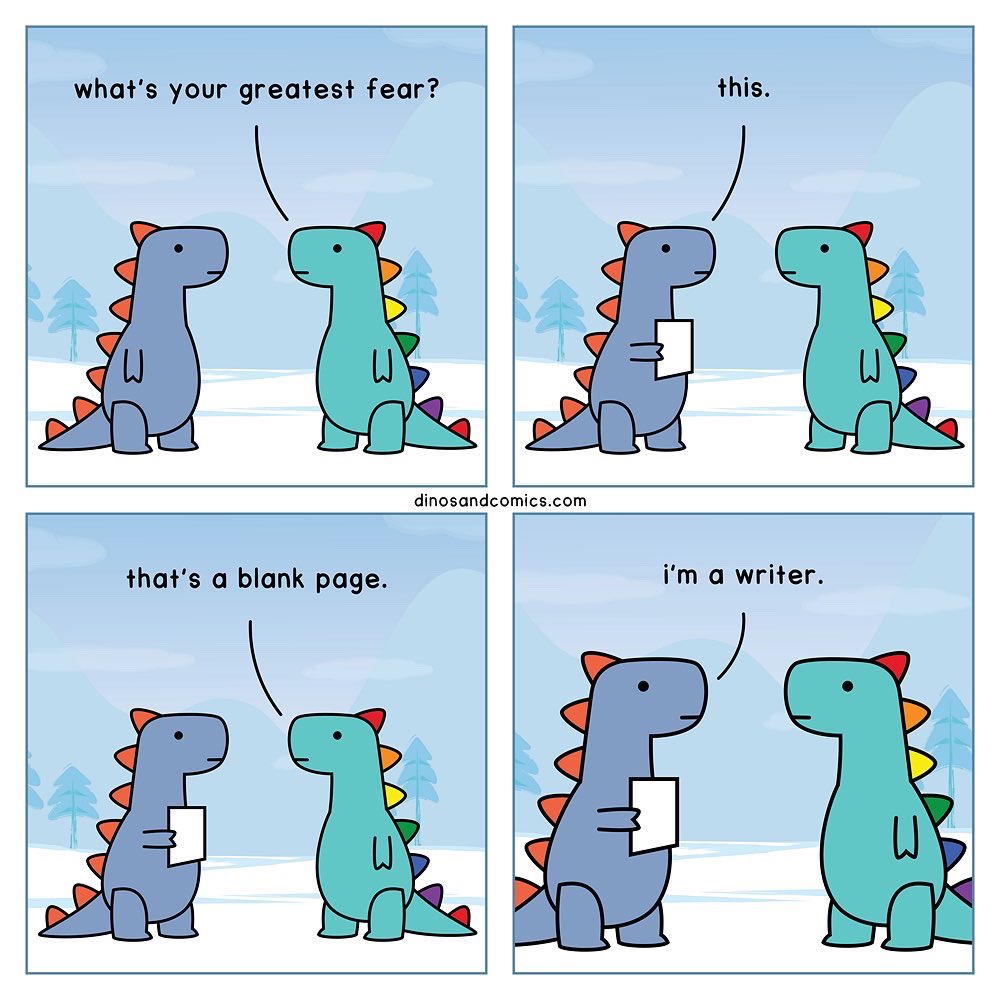 what's your greatest fear?
this.
dinosandcomics.com
that's a blank page.
i'm a writer.